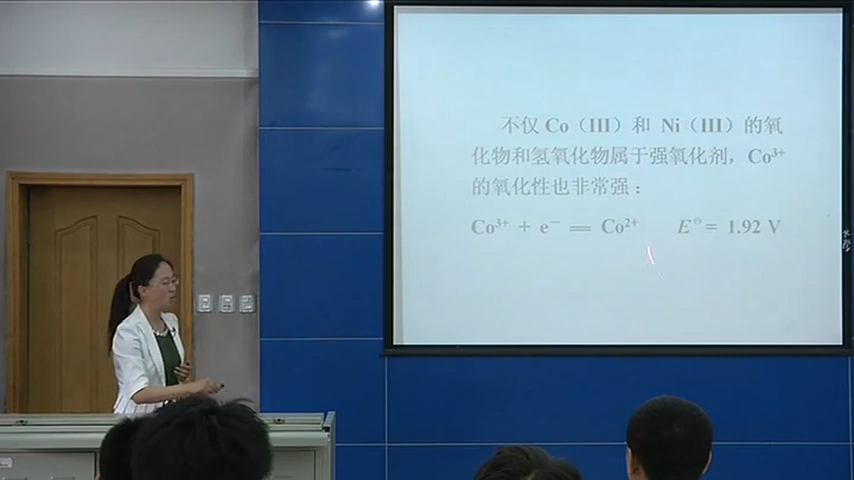 不仅 Co（III）和 Ni（III）的氧
化物和氢氧化物属于强氧化剂，Co³⁺
的氧化性也非常强：
Co³⁺ + e⁻ ═ Co²⁺ E⊖ = 1.92 V